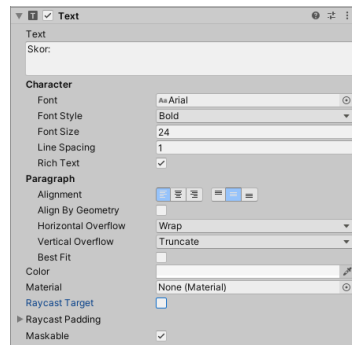 Text
Text
Skor:
Character
Font Aa Arial
Font Style Bold
Font Size 24
Line Spacing 1
Rich Text
Paragraph
Alignment
Align By Geometry
Horizontal Overflow Wrap
Vertical Overflow Truncate
Best Fit
Color
Material None (Material)
Raycast Target
Raycast Padding
Maskable